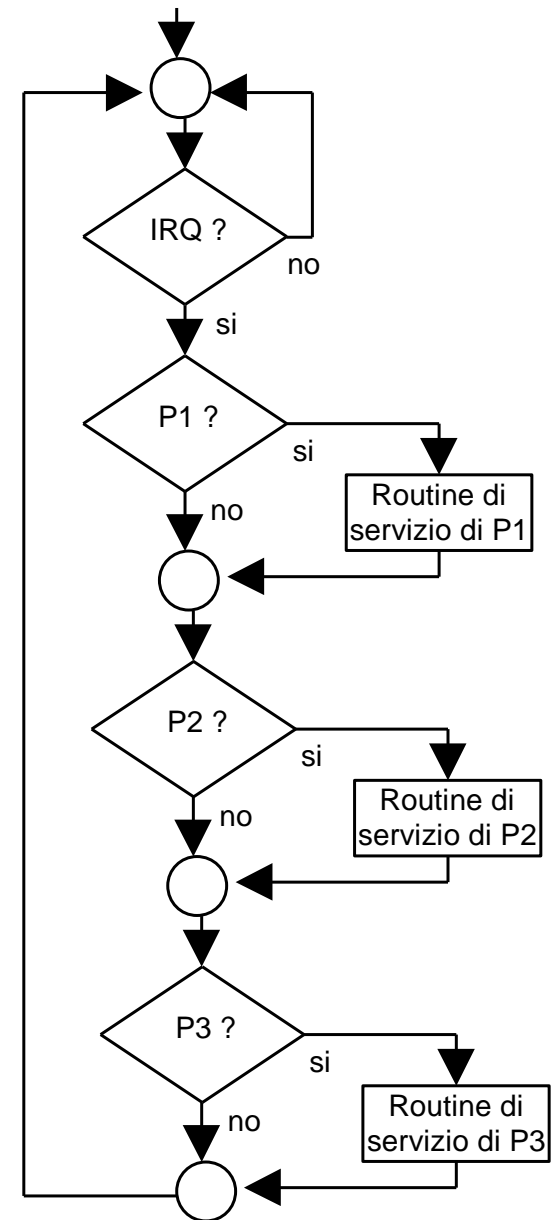 IRQ ?
no
si
P1 ?
si
Routine di
servizio di P1
no
P2 ?
si
Routine di
servizio di P2
no
P3 ?
si
Routine di
servizio di P3
no